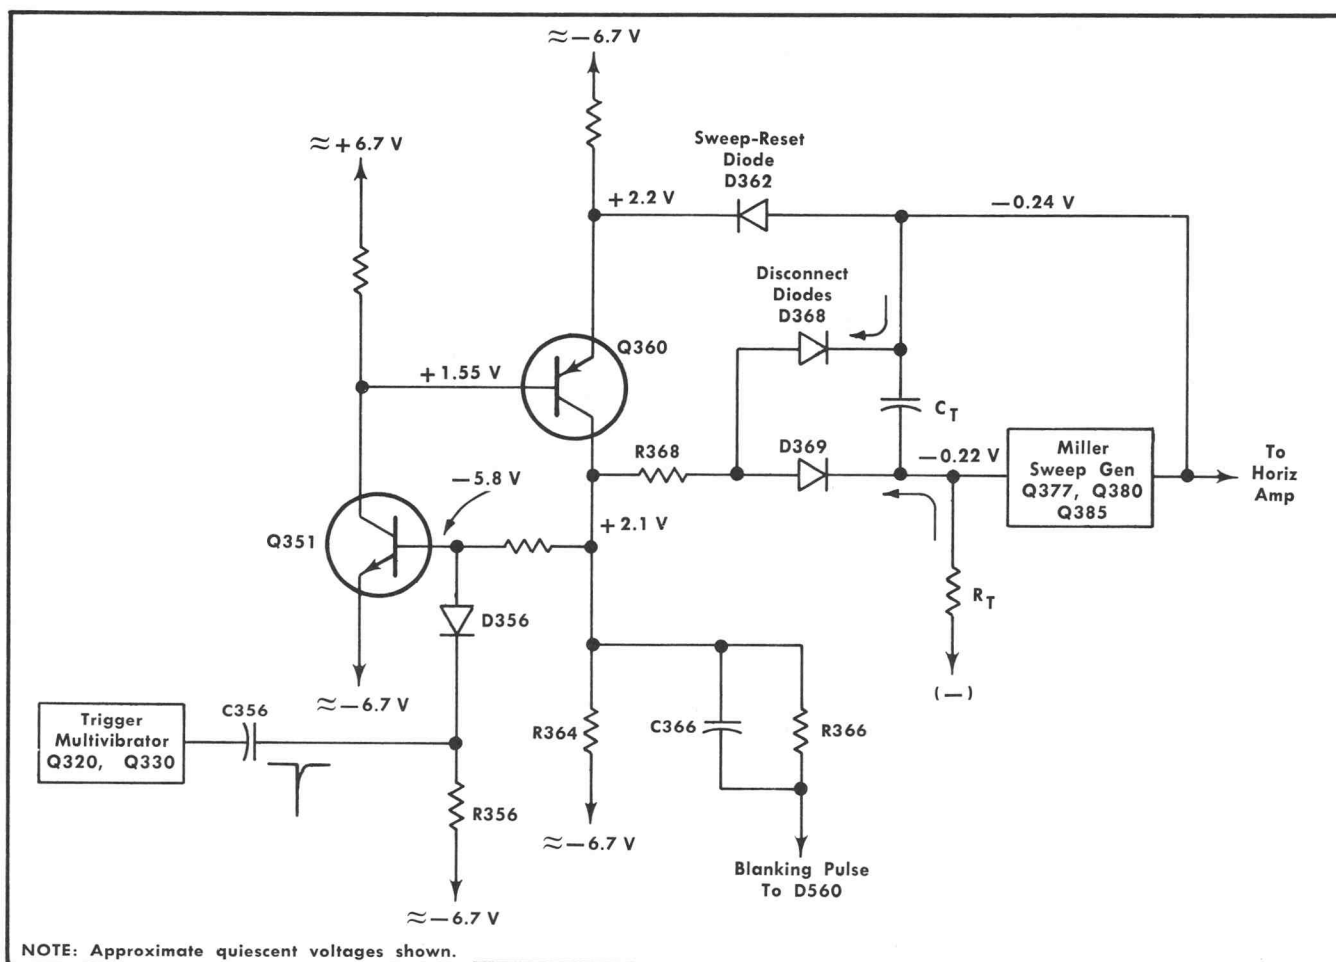 ≈−6.7 V
≈+6.7 V
Sweep-Reset
Diode
D362
+2.2 V
−0.24 V
Disconnect
Diodes
D368
Q360
+1.55 V
C_T
R368
D369
−0.22 V
Miller
Sweep Gen
Q377, Q380
Q385
To
Horiz
Amp
−5.8 V
+2.1 V
Q351
R_T
D356
(−)
≈−6.7 V
C356
Trigger
Multivibrator
Q320, Q330
R364
C366
R366
R356
≈−6.7 V
Blanking Pulse
To D560
≈−6.7 V
NOTE: Approximate quiescent voltages shown.